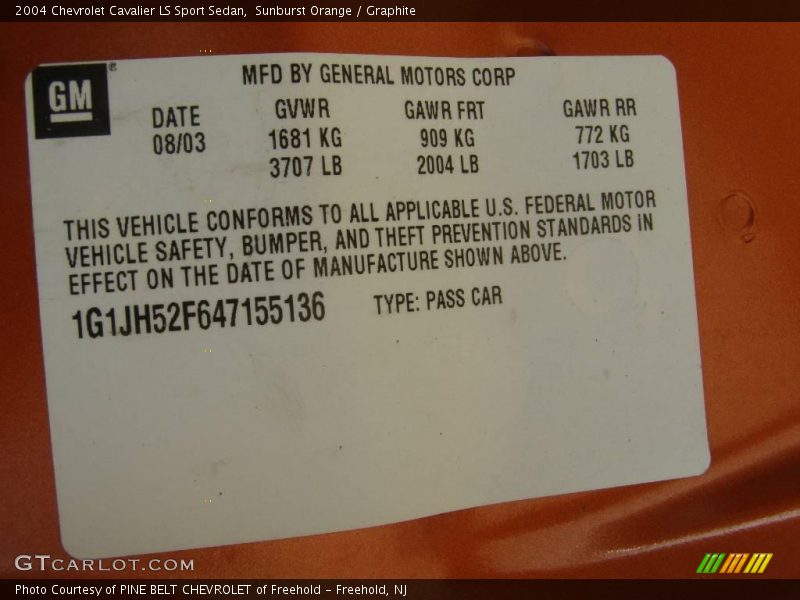 2004 Chevrolet Cavalier LS Sport Sedan, Sunburst Orange / Graphite
GM®
MFD BY GENERAL MOTORS CORP
DATE GVWR GAWR FRT GAWR RR
08/03 1681 KG 909 KG 772 KG
3707 LB 2004 LB 1703 LB
THIS VEHICLE CONFORMS TO ALL APPLICABLE U.S. FEDERAL MOTOR
VEHICLE SAFETY, BUMPER, AND THEFT PREVENTION STANDARDS IN
EFFECT ON THE DATE OF MANUFACTURE SHOWN ABOVE.
1G1JH52F647155136 TYPE: PASS CAR
GTCARLOT.COM
Photo Courtesy of PINE BELT CHEVROLET of Freehold - Freehold, NJ